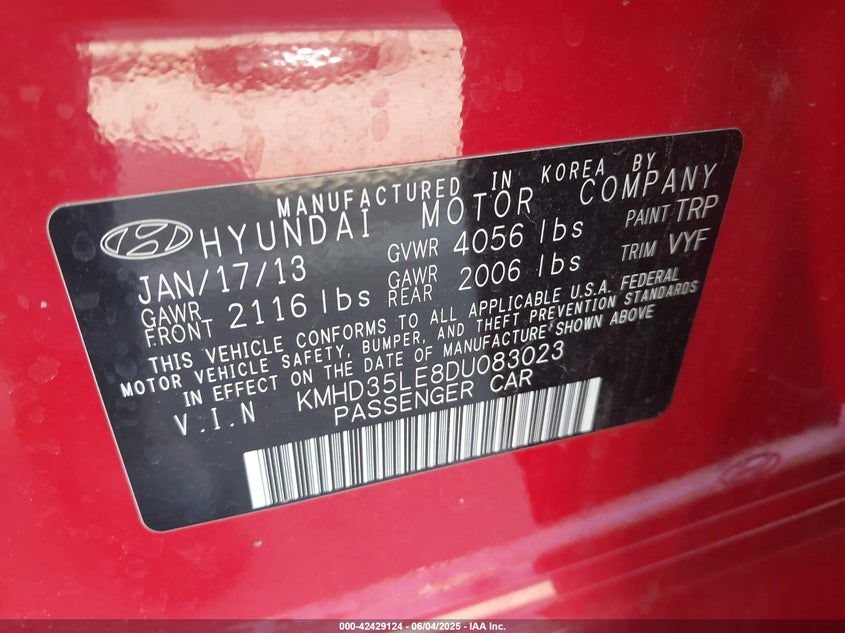 MANUFACTURED IN KOREA BY
HYUNDAI MOTOR COMPANY
JAN/17/13 GVWR 4056 lbs PAINT TRP
GAWR FRONT 2116 lbs GAWR REAR 2006 lbs TRIM VYF
THIS VEHICLE CONFORMS TO ALL APPLICABLE U.S.A. FEDERAL
MOTOR VEHICLE SAFETY, BUMPER, AND THEFT PREVENTION STANDARDS
IN EFFECT ON THE DATE OF MANUFACTURE SHOWN ABOVE
V.I.N KMHD35LE8DU083023
PASSENGER CAR
000-42429124 - 06/04/2025 - IAA Inc.